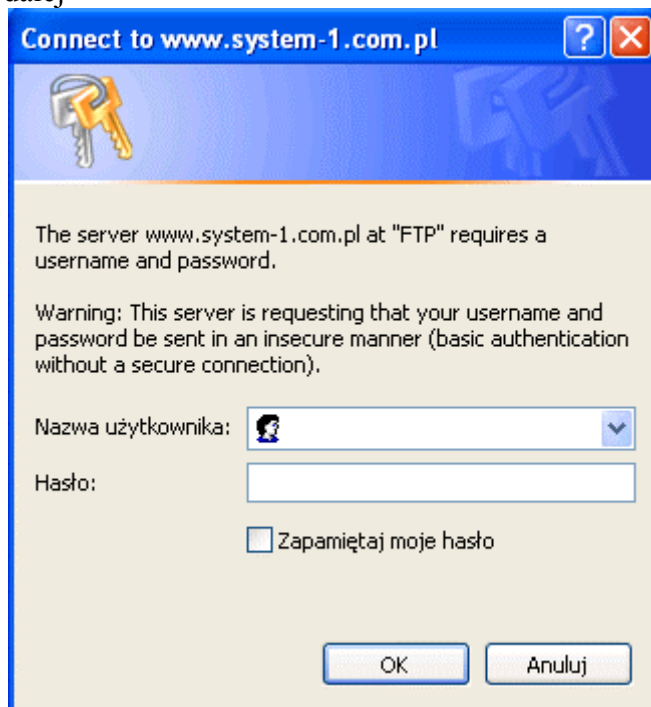 dalej
Connect to www.system-1.com.pl
The server www.system-1.com.pl at "FTP" requires a
username and password.
Warning: This server is requesting that your username and
password be sent in an insecure manner (basic authentication
without a secure connection).
Nazwa użytkownika:
Hasło:
Zapamiętaj moje hasło
OK Anuluj